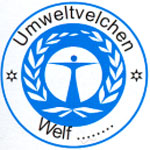 Umweltvelchen
Welf ........